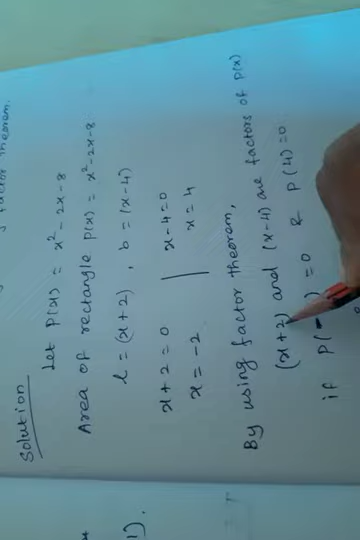 factor theorem.
Solution
Let P(x) = x² - 2x - 8
Area of rectangle P(x) = x² - 2x - 8
l = (x+2) , b = (x-4)
x + 2 = 0 | x - 4 = 0
x = -2 | x = 4
By using factor theorem,
(x+2) and (x-4) are factors of P(x)
if P(- ) = 0 & P(4) = 0
1).